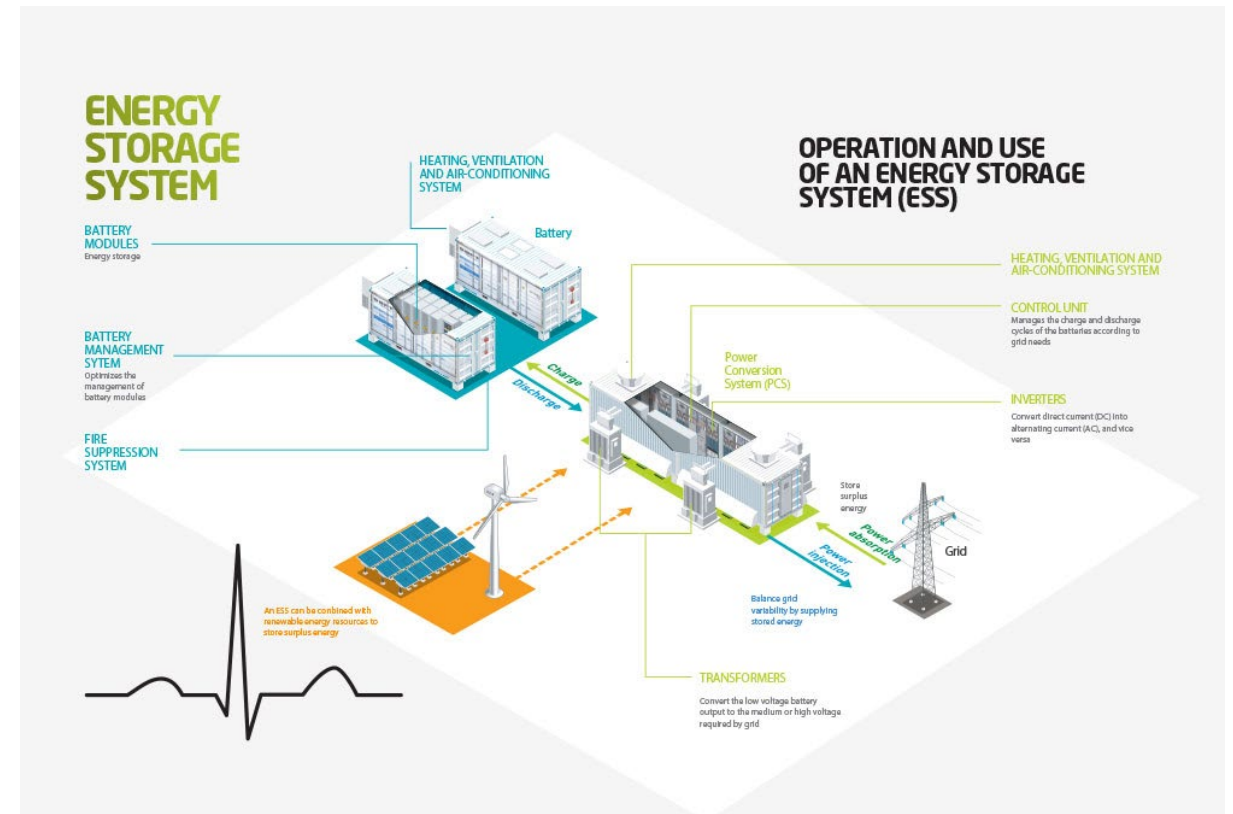 ENERGY
STORAGE
SYSTEM
OPERATION AND USE
OF AN ENERGY STORAGE
SYSTEM (ESS)
HEATING, VENTILATION
AND AIR-CONDITIONING
SYSTEM
BATTERY
MODULES
Energy storage
Battery
BATTERY
MANAGEMENT
SYTEM
Optimizes the
management of
battery modules
FIRE
SUPPRESSION
SYSTEM
Charge
Discharge
HEATING, VENTILATION AND
AIR-CONDITIONING SYSTEM
CONTROL UNIT
Manages the charge and discharge
cycles of the batteries according to
grid needs
Power
Conversion
System (PCS)
INVERTERS
Convert direct current (DC) into
alternating current (AC), and vice
versa
Store
surplus
energy
Power
absorption
Power
injection
Grid
Balance grid
variability by supplying
stored energy
An ESS can be conbined with
renewable energy resources to
store surplus energy
TRANSFORMERS
Convert the low voltage battery
output to the medium or high voltage
required by grid